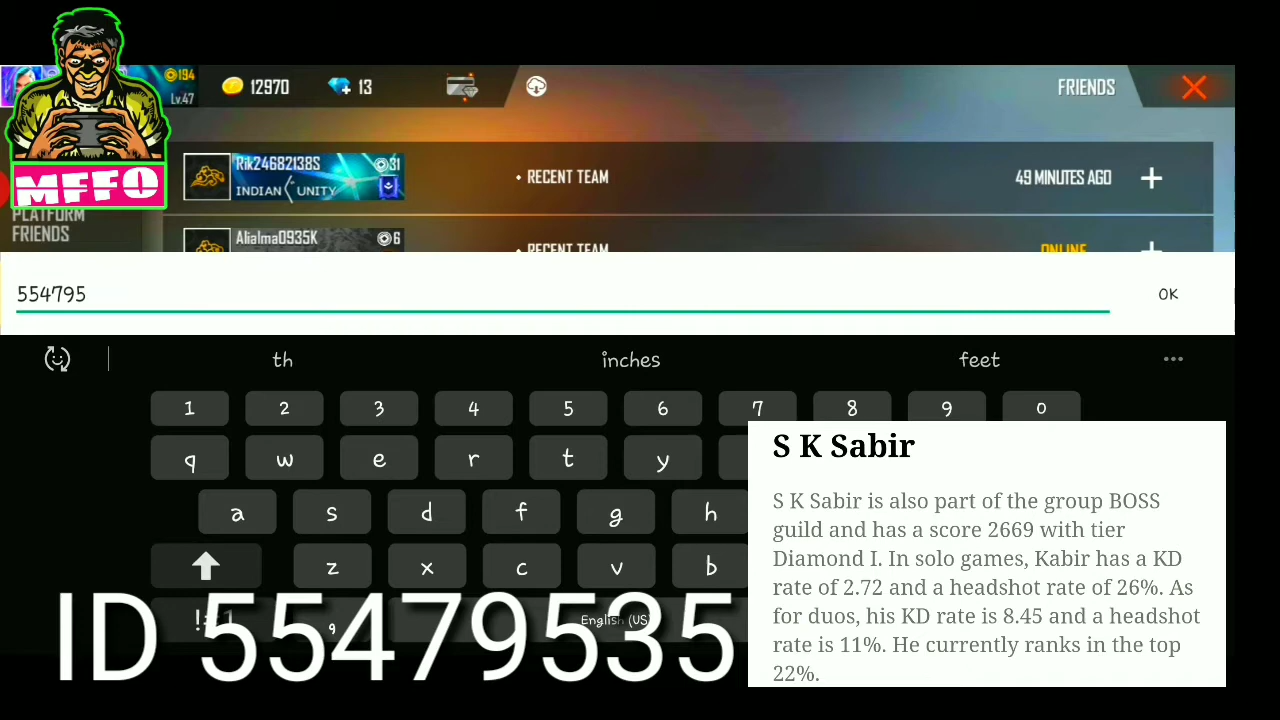 194
Lv.47
12970
13
FRIENDS
MFFO
Rik24682138S
31
INDIAN UNITY
• RECENT TEAM
49 MINUTES AGO
+
PLATFORM
FRIENDS
Alialma0935K
6
• RECENT TEAM
ONLINE
+
554795
OK
th
inches
feet
...
1 2 3 4 5 6 7 8 9 0
q w e r t y
a s d f g h
z x c v b
English (US)
ID 55479535
S K Sabir
S K Sabir is also part of the group BOSS
guild and has a score 2669 with tier
Diamond I. In solo games, Kabir has a KD
rate of 2.72 and a headshot rate of 26%. As
for duos, his KD rate is 8.45 and a headshot
rate is 11%. He currently ranks in the top
22%.